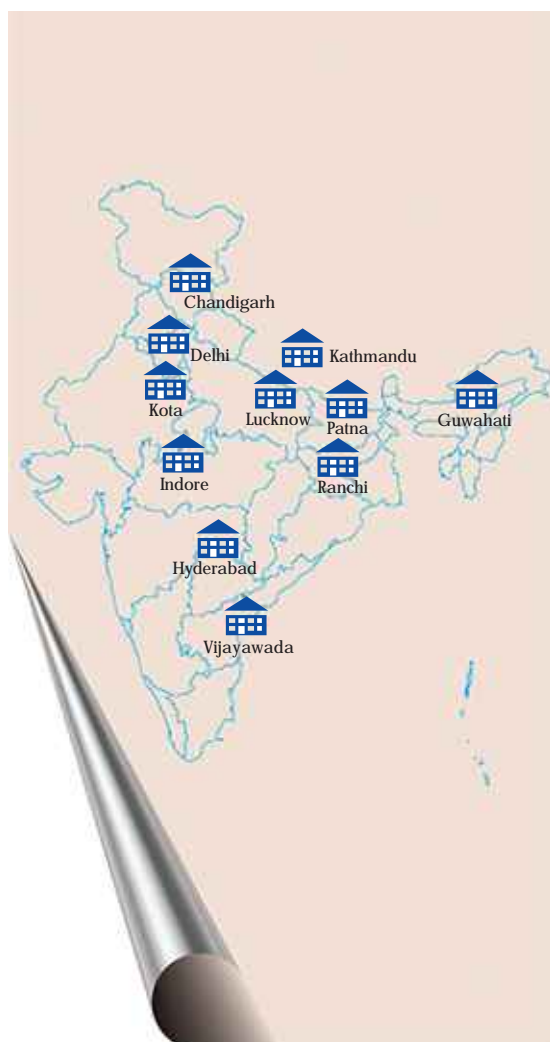 Chandigarh
Delhi
Kathmandu
Kota
Lucknow
Patna
Guwahati
Indore
Ranchi
Hyderabad
Vijayawada